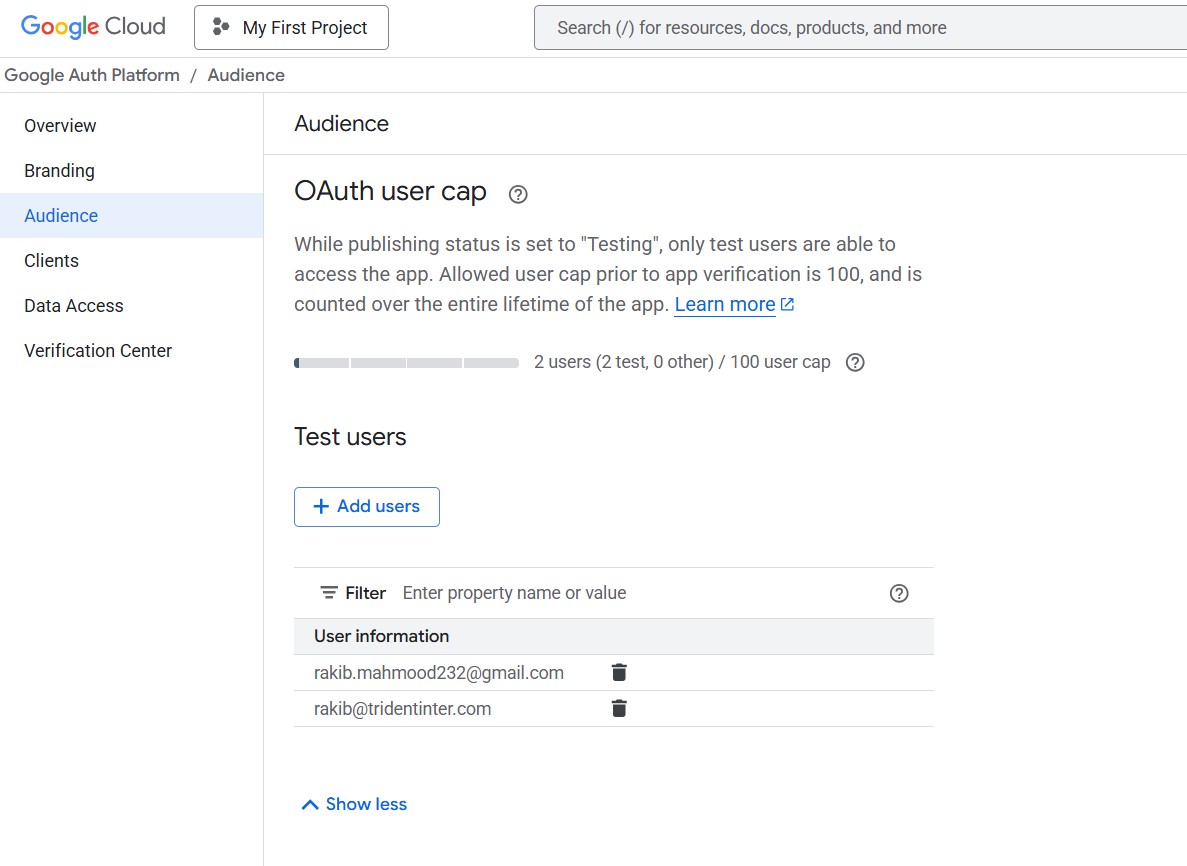 Google Cloud
My First Project
Search (/) for resources, docs, products, and more
Google Auth Platform / Audience
Overview
Branding
Audience
Clients
Data Access
Verification Center
Audience
OAuth user cap
While publishing status is set to "Testing", only test users are able to
access the app. Allowed user cap prior to app verification is 100, and is
counted over the entire lifetime of the app. Learn more
2 users (2 test, 0 other) / 100 user cap
Test users
+ Add users
Filter Enter property name or value
User information
rakib.mahmood232@gmail.com
rakib@tridentinter.com
Show less